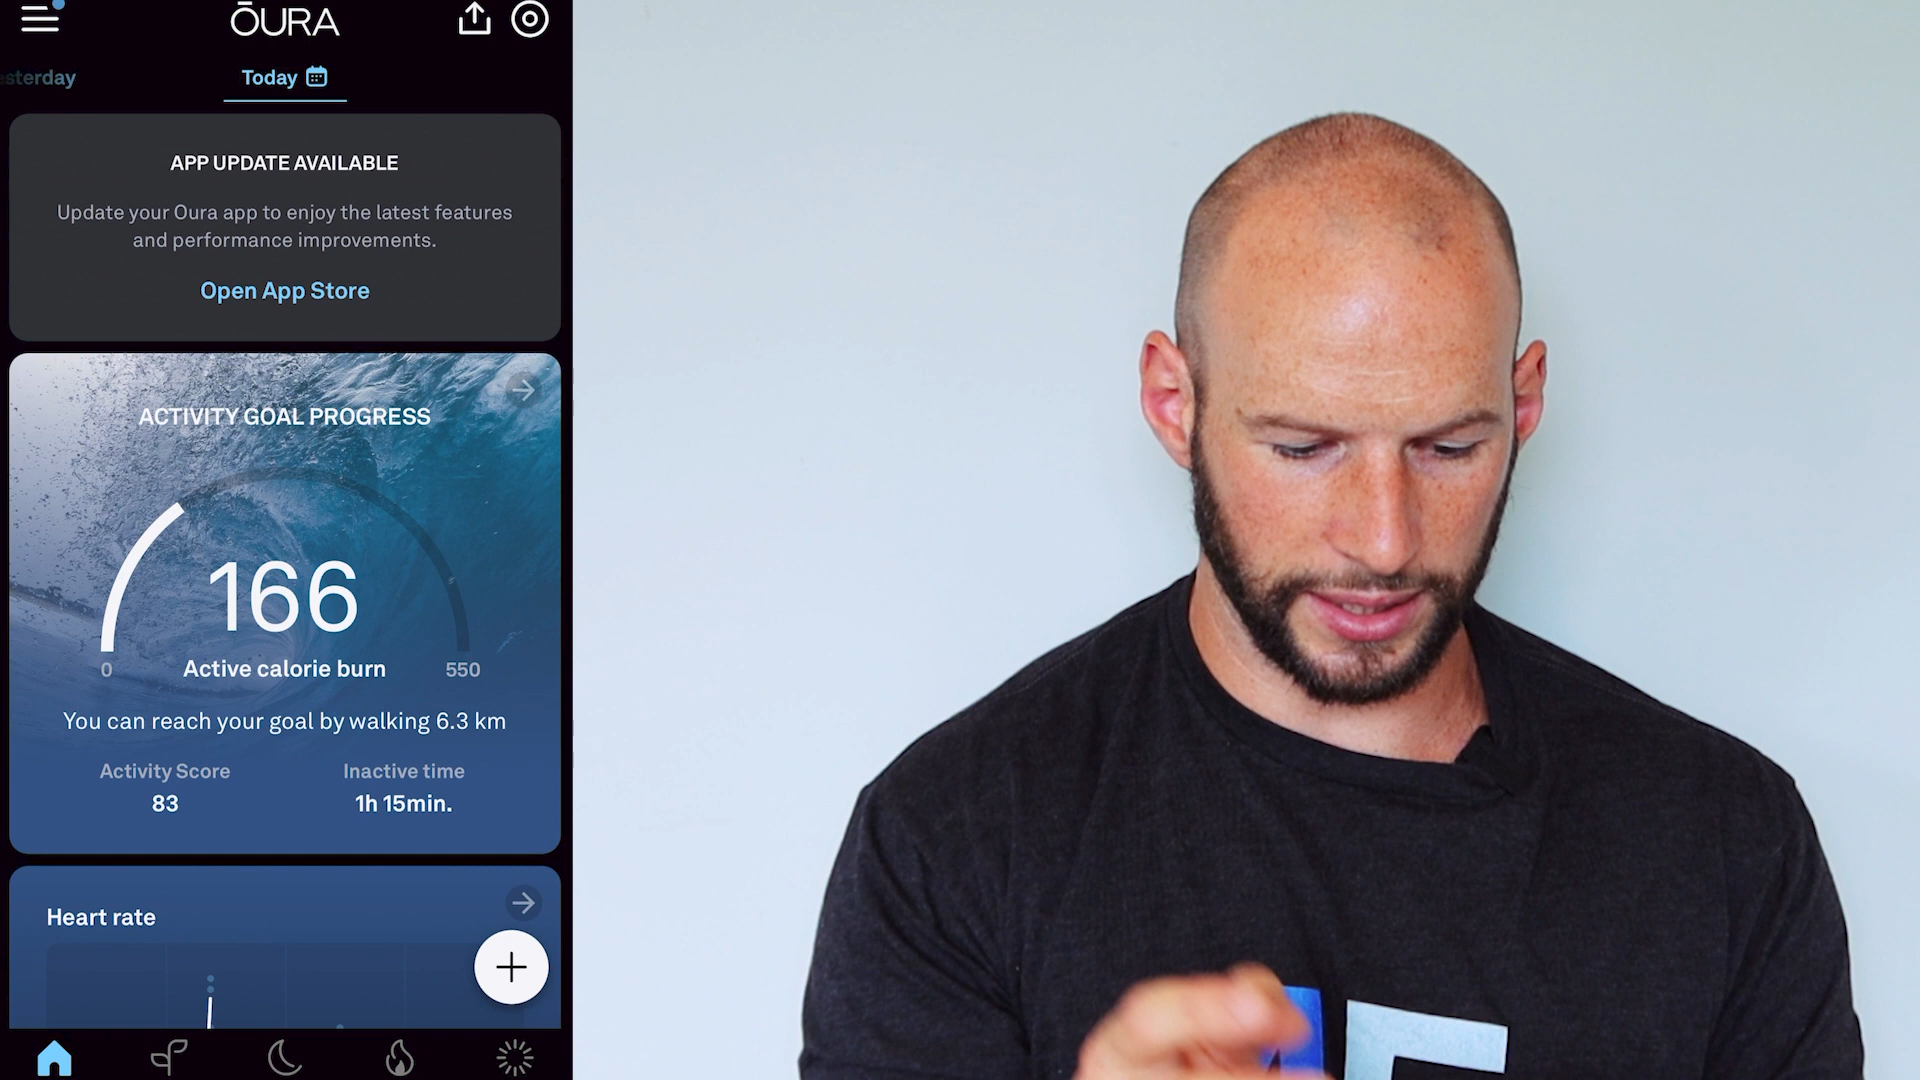 ŌURA
esterday
Today
APP UPDATE AVAILABLE
Update your Oura app to enjoy the latest features
and performance improvements.
Open App Store
ACTIVITY GOAL PROGRESS
166
0 Active calorie burn 550
You can reach your goal by walking 6.3 km
Activity Score Inactive time
83 1h 15min.
Heart rate